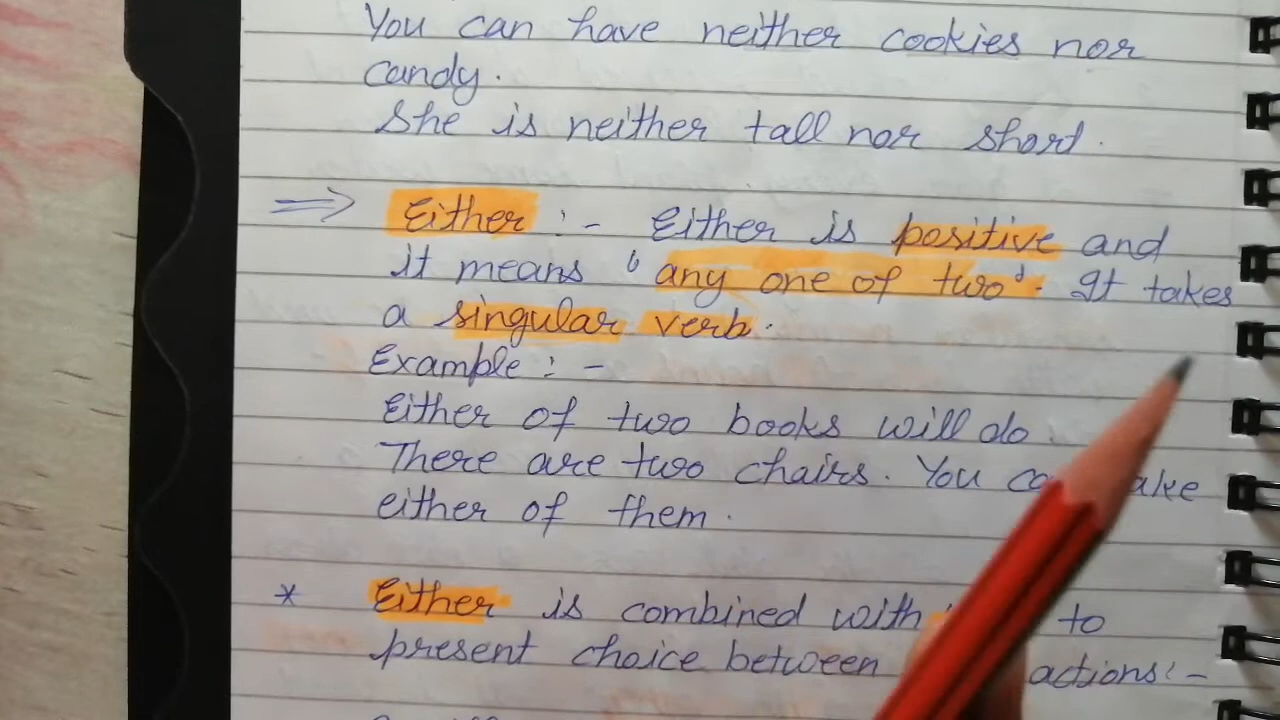 You can have neither cookies nor
candy.
She is neither tall nor short.
⇒ Either :- Either is positive and
it means 'any one of two'. It takes
a singular verb.
Example :-
Either of two books will do.
There are two chairs. You
either of them.
* Either is combined with to
present choice between actions:-